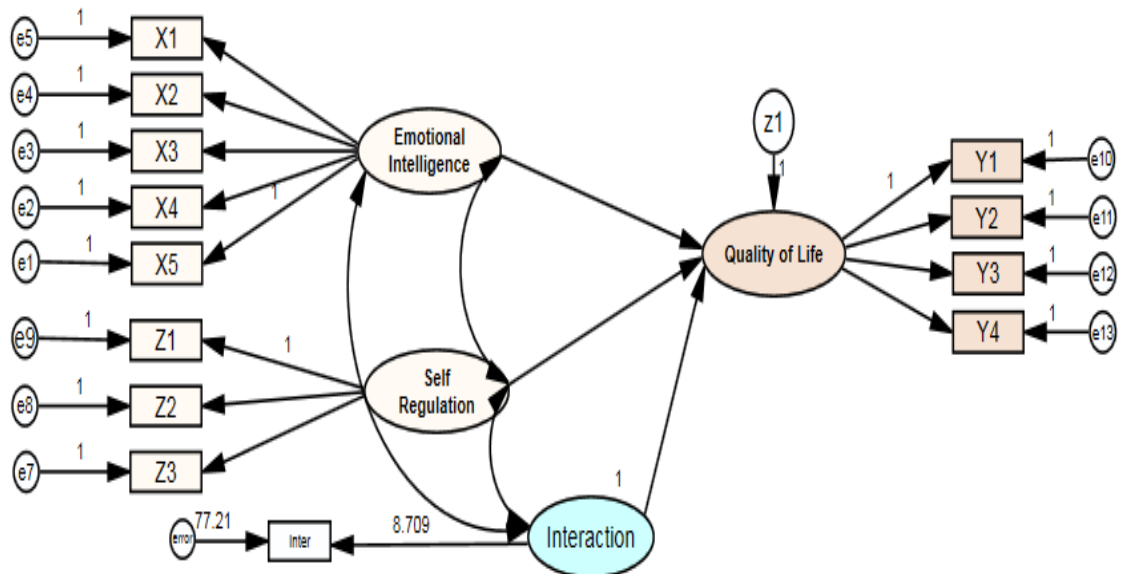 e5
1
X1
e4
1
X2
e3
1
X3
e2
1
X4
e1
1
X5
1
Emotional
Intelligence
e9
1
Z1
1
e8
1
Z2
e7
1
Z3
Self
Regulation
error
77.21
Inter
8.709
Interaction
1
z1
1
Quality of Life
1
Y1
1
e10
Y2
1
e11
Y3
1
e12
Y4
1
e13